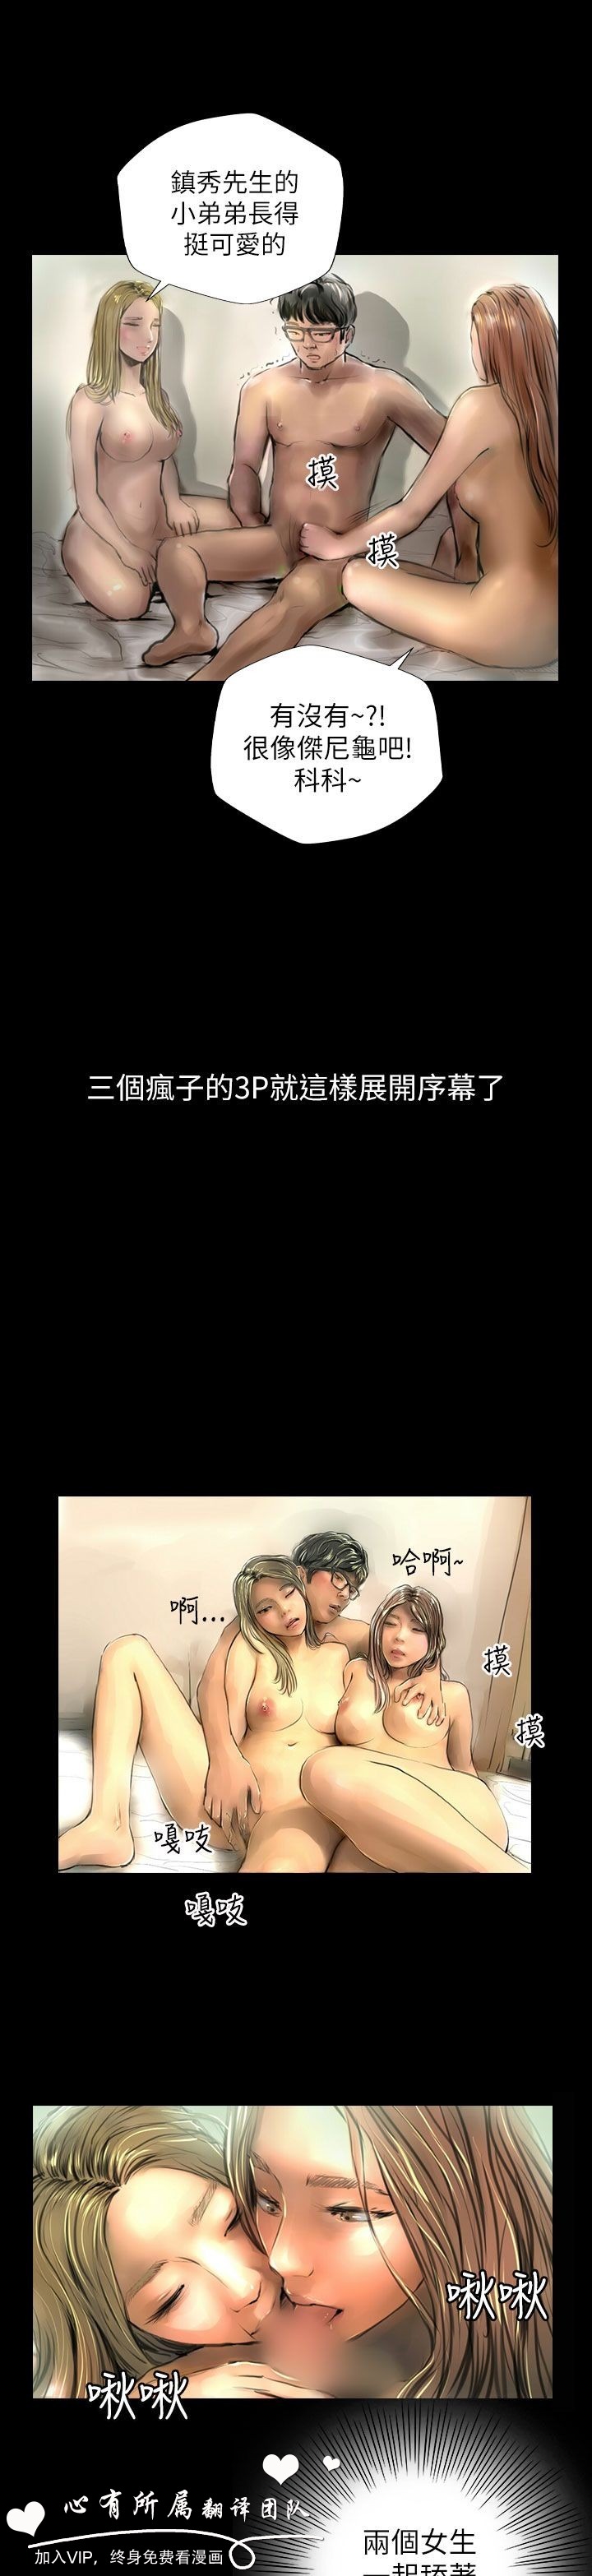 鎮秀先生的
小弟弟長得
挺可愛的
摸
摸
有沒有~?!
很像傑尼龜吧!
科科~
三個瘋子的3P就這樣展開序幕了
哈啊~
啊...
摸
摸
嘎吱
嘎吱
啾啾
啾啾
心有所属翻译团队
加入VIP，终身免费看漫画
兩個女生
一起